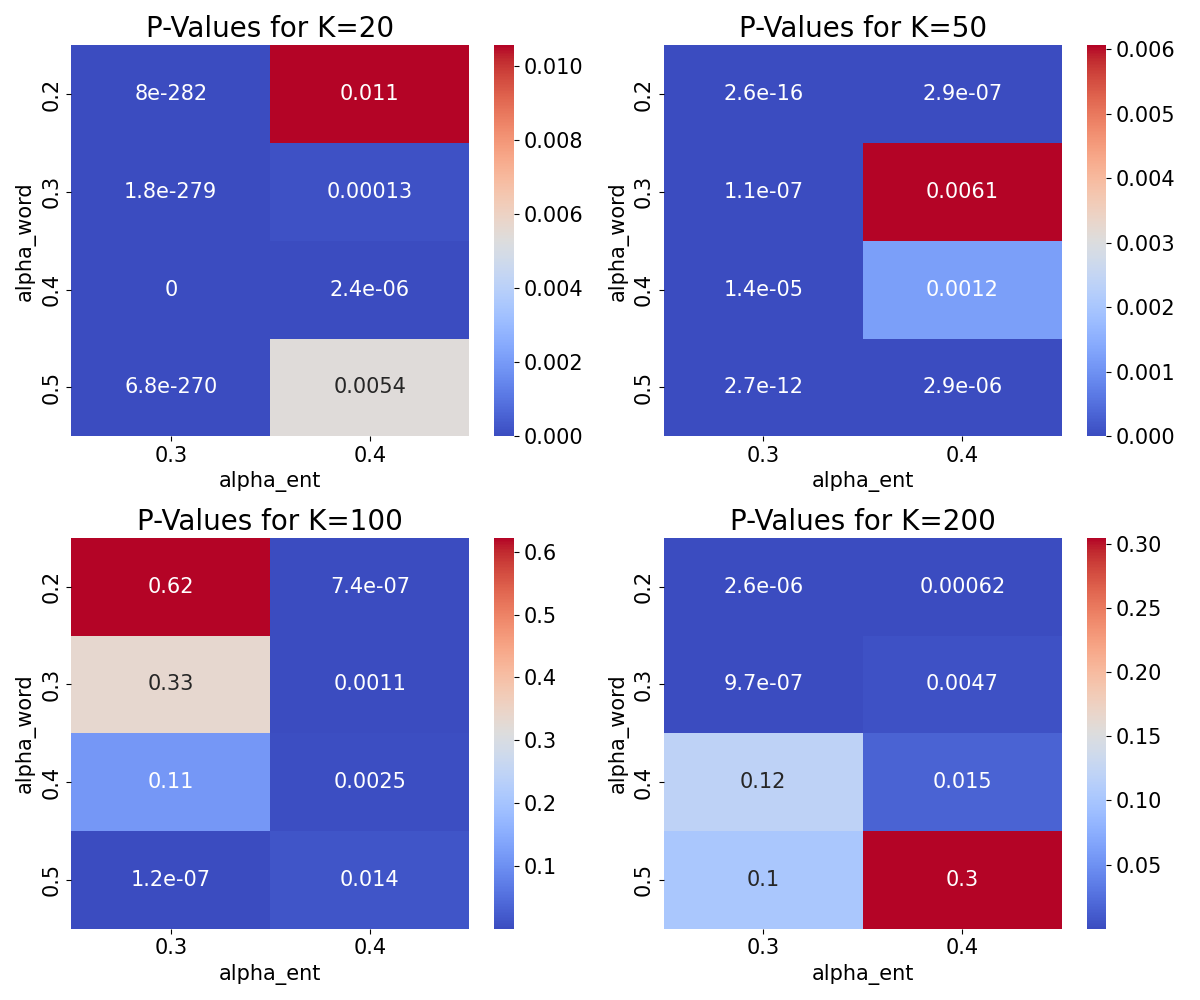 P-Values for K=20
0.2 8e-282 0.011
0.3 1.8e-279 0.00013
0.4 0 2.4e-06
0.5 6.8e-270 0.0054
alpha_word
0.3 0.4
alpha_ent
0.010
0.008
0.006
0.004
0.002
0.000
P-Values for K=50
0.2 2.6e-16 2.9e-07
0.3 1.1e-07 0.0061
0.4 1.4e-05 0.0012
0.5 2.7e-12 2.9e-06
alpha_word
0.3 0.4
alpha_ent
0.006
0.005
0.004
0.003
0.002
0.001
0.000
P-Values for K=100
0.2 0.62 7.4e-07
0.3 0.33 0.0011
0.4 0.11 0.0025
0.5 1.2e-07 0.014
alpha_word
0.3 0.4
alpha_ent
0.6
0.5
0.4
0.3
0.2
0.1
P-Values for K=200
0.2 2.6e-06 0.00062
0.3 9.7e-07 0.0047
0.4 0.12 0.015
0.5 0.1 0.3
alpha_word
0.3 0.4
alpha_ent
0.30
0.25
0.20
0.15
0.10
0.05